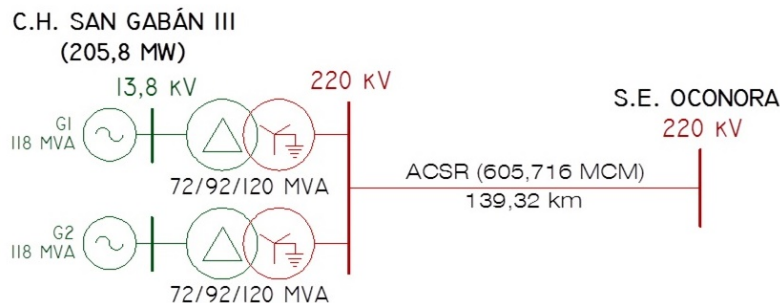 C.H. SAN GABÁN III
(205,8 MW)
13,8 KV
220 KV
S.E. OCONORA
220 KV
G1
118 MVA
72/92/120 MVA
ACSR (605,716 MCM)
139,32 km
G2
118 MVA
72/92/120 MVA